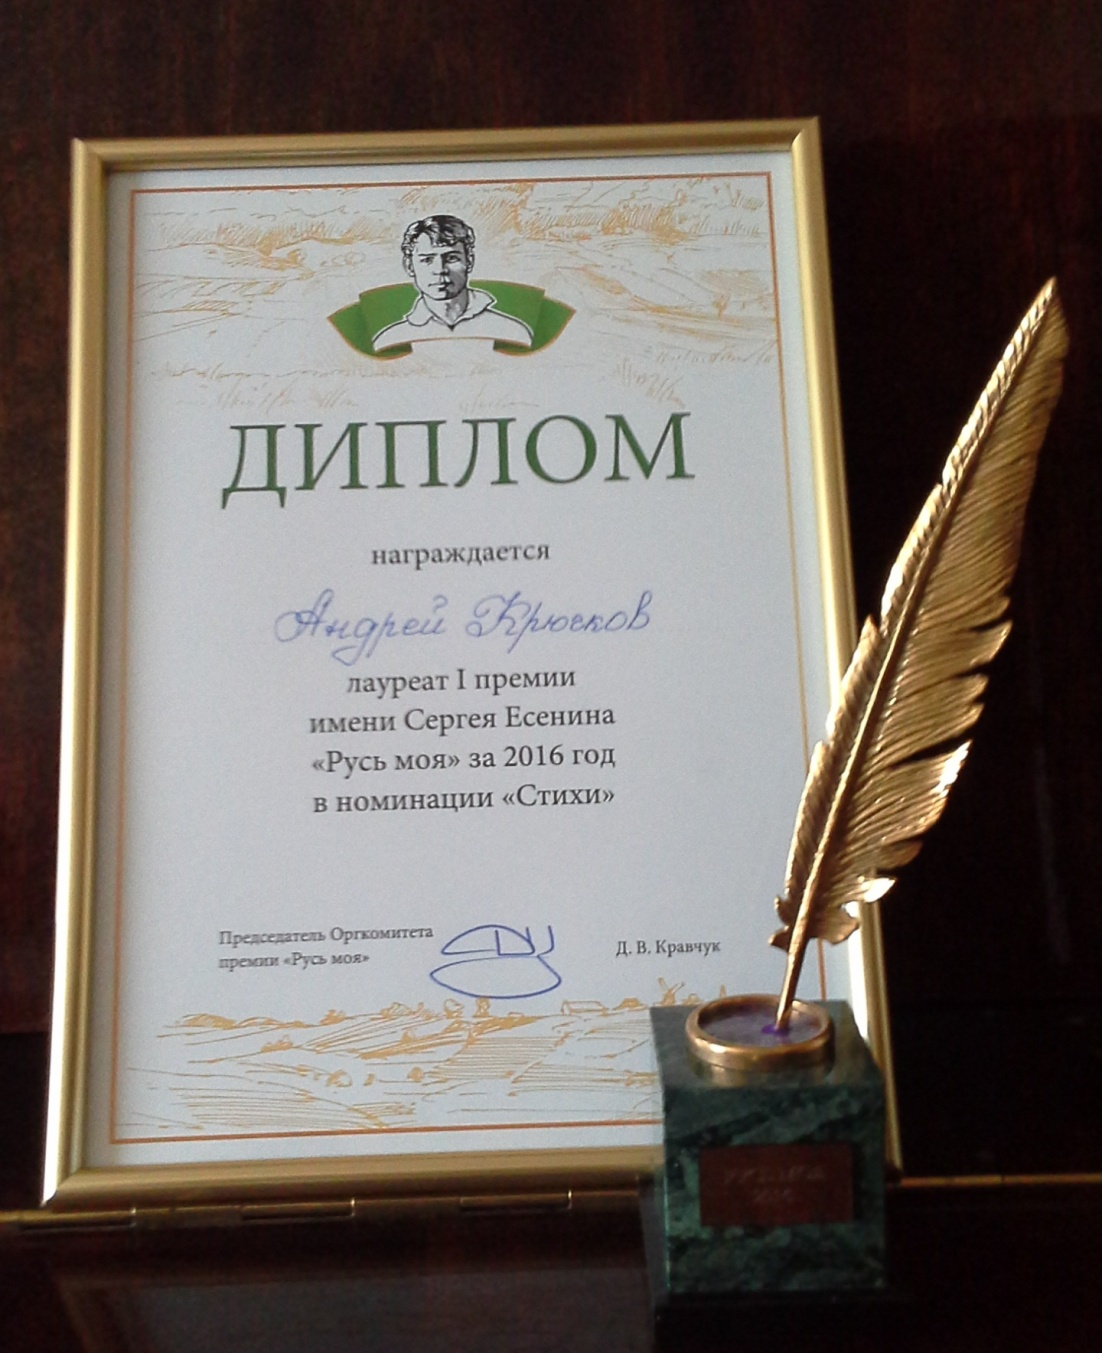 ДИПЛОМ
награждается
Андрей Крючков
лауреат I премии
имени Сергея Есенина
«Русь моя» за 2016 год
в номинации «Стихи»
Председатель Оргкомитета
премии «Русь моя»
Д. В. Кравчук